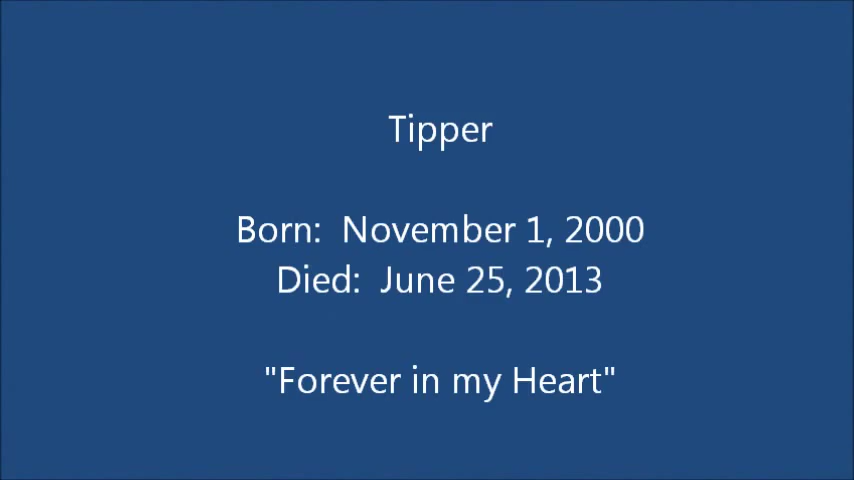 Tipper
Born:  November 1, 2000
Died:  June 25, 2013
"Forever in my Heart"